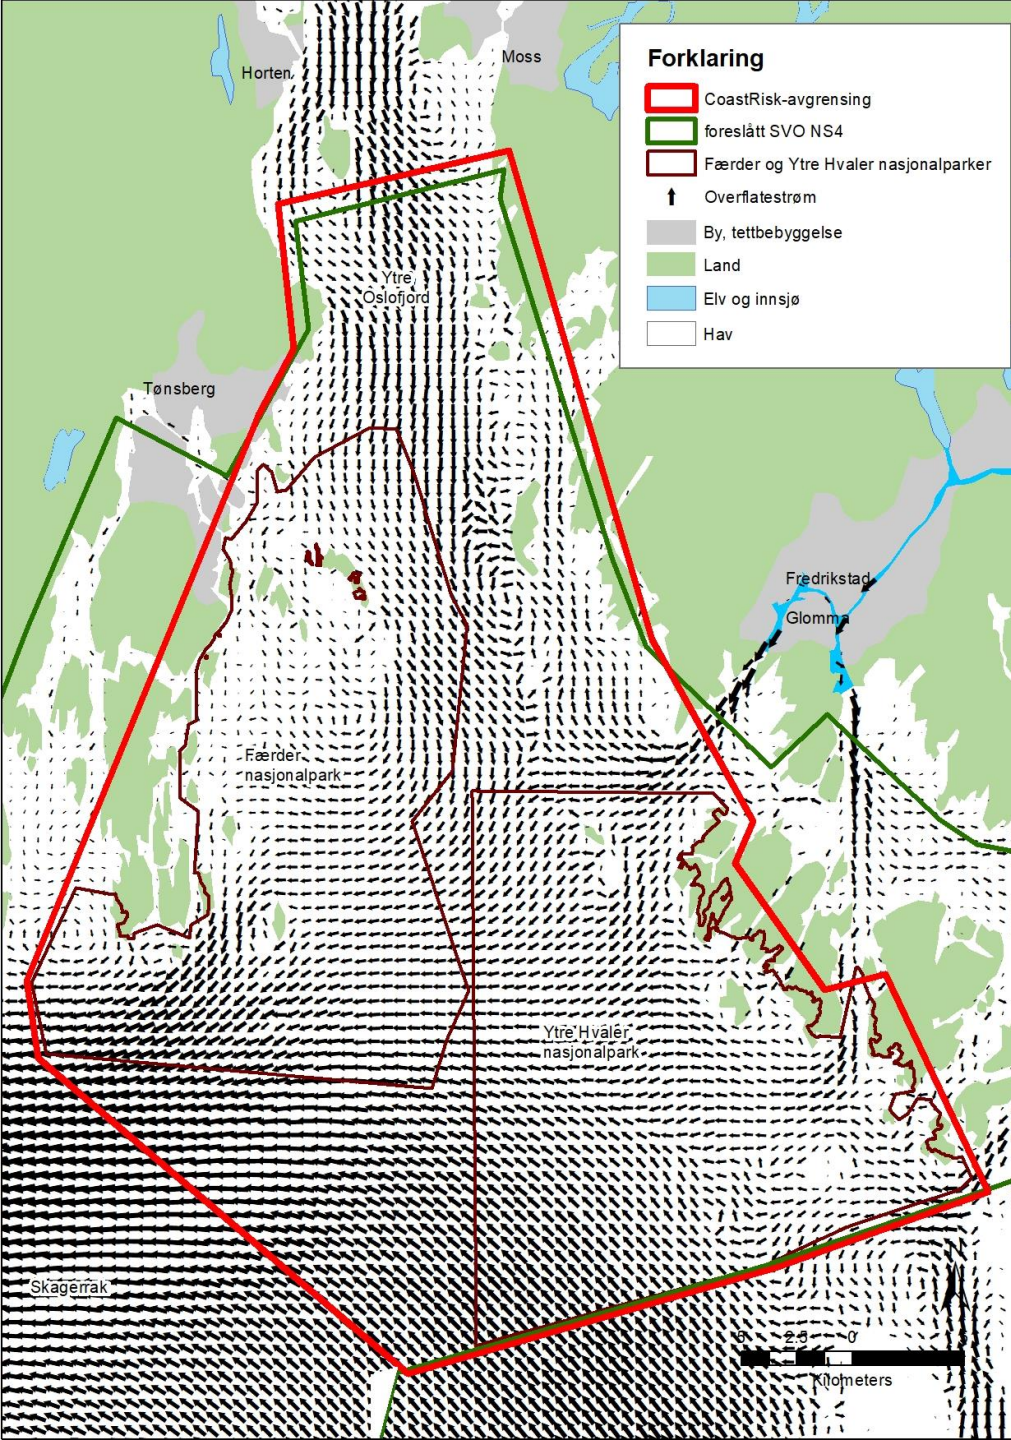 Horten
Moss
Forklaring
CoastRisk-avgrensing
foreslått SVO NS4
Færder og Ytre Hvaler nasjonalparker
Overflatestrøm
By, tettbebyggelse
Land
Elv og innsjø
Hav
Ytre
Oslofjord
Tønsberg
Fredrikstad
Glomma
Færder
nasjonalpark
Ytre Hvaler
nasjonalpark
Skagerrak
N
5 2.5 0
Kilometers